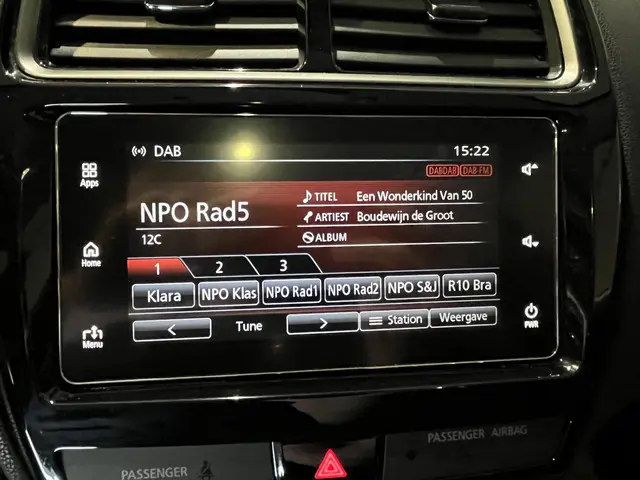 DAB 15:22
DABDAB DAB-FM
Apps
TITEL Een Wonderkind Van 50
NPO Rad5
ARTIEST Boudewijn de Groot
12C
ALBUM
Home
1 2 3
Klara NPO Klas NPO Rad1 NPO Rad2 NPO S&J R10 Bra
< Tune > Station Weergave
PWR
Menu
PASSENGER AIRBAG
PASSENGER